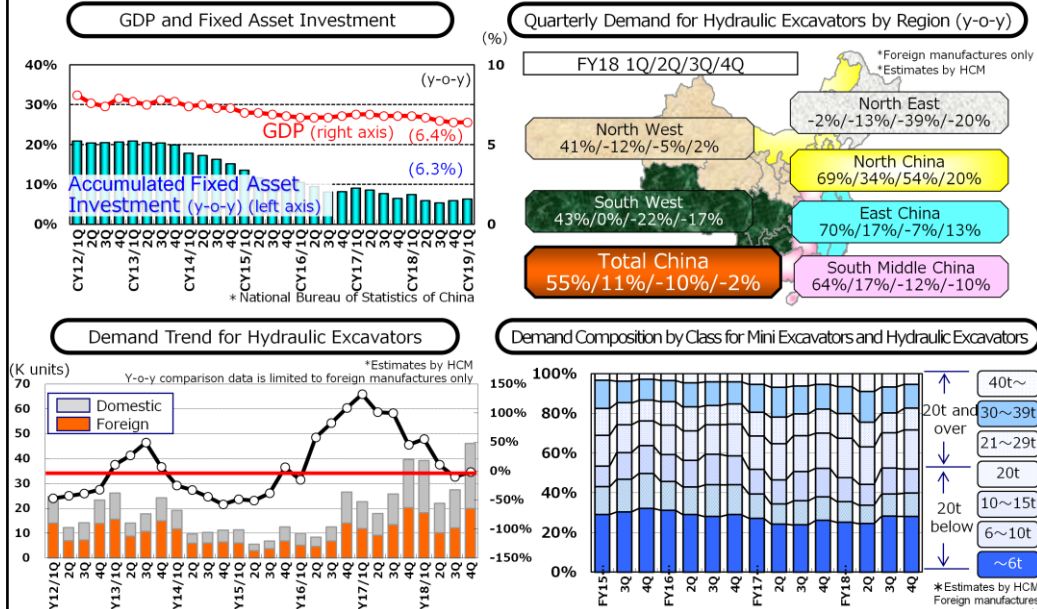 GDP and Fixed Asset Investment
(%)
40%
30%
20%
10%
0%
10
5
0
(y-o-y)
GDP (right axis)
(6.4%)
(6.3%)
Accumulated Fixed Asset
Investment (y-o-y) (left axis)
CY12/1Q
2Q
3Q
4Q
CY13/1Q
2Q
3Q
4Q
CY14/1Q
2Q
3Q
4Q
CY15/1Q
2Q
3Q
4Q
CY16/1Q
2Q
3Q
4Q
CY17/1Q
2Q
3Q
4Q
CY18/1Q
2Q
3Q
4Q
CY19/1Q
* National Bureau of Statistics of China
Quarterly Demand for Hydraulic Excavators by Region (y-o-y)
FY18 1Q/2Q/3Q/4Q
*Foreign manufactures only
*Estimates by HCM
North East
-2%/-13%/-39%/-20%
North West
41%/-12%/-5%/2%
North China
69%/34%/54%/20%
South West
43%/0%/-22%/-17%
East China
70%/17%/-7%/13%
Total China
55%/11%/-10%/-2%
South Middle China
64%/17%/-12%/-10%
Demand Trend for Hydraulic Excavators
(K units)
*Estimates by HCM
Y-o-y comparison data is limited to foreign manufactures only
Domestic
Foreign
70
60
50
40
30
20
10
0
150%
100%
50%
0%
-50%
-100%
-150%
Y12/1Q
2Q
3Q
4Q
Y13/1Q
2Q
3Q
4Q
Y14/1Q
2Q
3Q
4Q
Y15/1Q
2Q
3Q
4Q
Y16/1Q
2Q
3Q
4Q
Y17/1Q
2Q
3Q
4Q
Y18/1Q
2Q
3Q
4Q
Demand Composition by Class for Mini Excavators and Hydraulic Excavators
100%
80%
60%
40%
20%
0%
FY15…
3Q
4Q
FY16…
2Q
3Q
4Q
FY17…
2Q
3Q
4Q
FY18…
2Q
3Q
4Q
20t and
over
20t
below
40t~
30~39t
21~29t
20t
10~15t
6~10t
~6t
*Estimates by HCM
Foreign manufactures